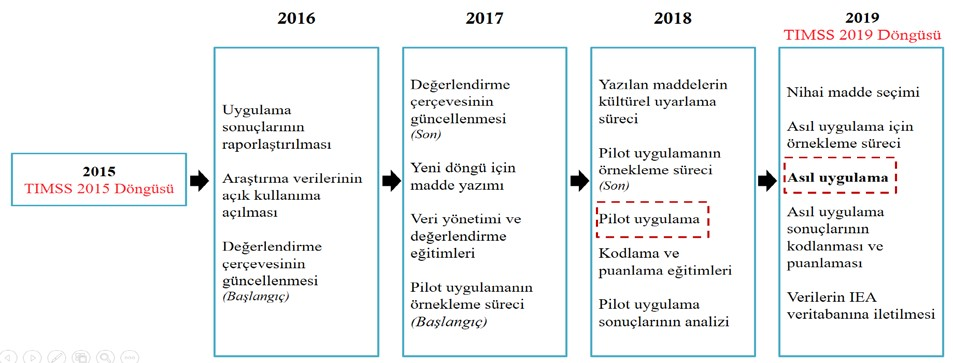 2015
TIMSS 2015 Döngüsü
2016
Uygulama
sonuçlarının
raporlaştırılması
Araştırma verilerinin
açık kullanıma
açılması
Değerlendirme
çerçevesinin
güncellenmesi
(Başlangıç)
2017
Değerlendirme
çerçevesinin
güncellenmesi
(Son)
Yeni döngü için
madde yazımı
Veri yönetimi ve
değerlendirme
eğitimleri
Pilot uygulamanın
örnekleme süreci
(Başlangıç)
2018
Yazılan maddelerin
kültürel uyarlama
süreci
Pilot uygulamanın
örnekleme süreci
(Son)
Pilot uygulama
Kodlama ve
puanlama eğitimleri
Pilot uygulama
sonuçlarının analizi
2019
TIMSS 2019 Döngüsü
Nihai madde seçimi
Asıl uygulama için
örnekleme süreci
Asıl uygulama
Asıl uygulama
sonuçlarının
kodlanması ve
puanlaması
Verilerin IEA
veritabanına iletilmesi